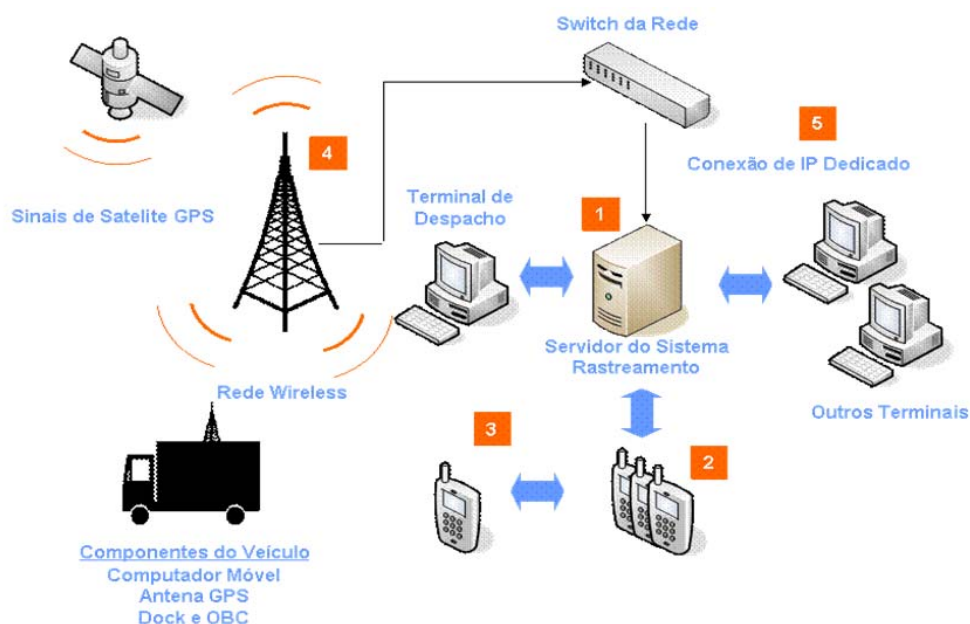 Switch da Rede
4
5
Conexão de IP Dedicado
Sinais de Satelite GPS
Terminal de
Despacho
1
Servidor do Sistema
Rastreamento
Outros Terminais
Rede Wireless
3
2
Componentes do Veículo
Computador Móvel
Antena GPS
Dock e OBC